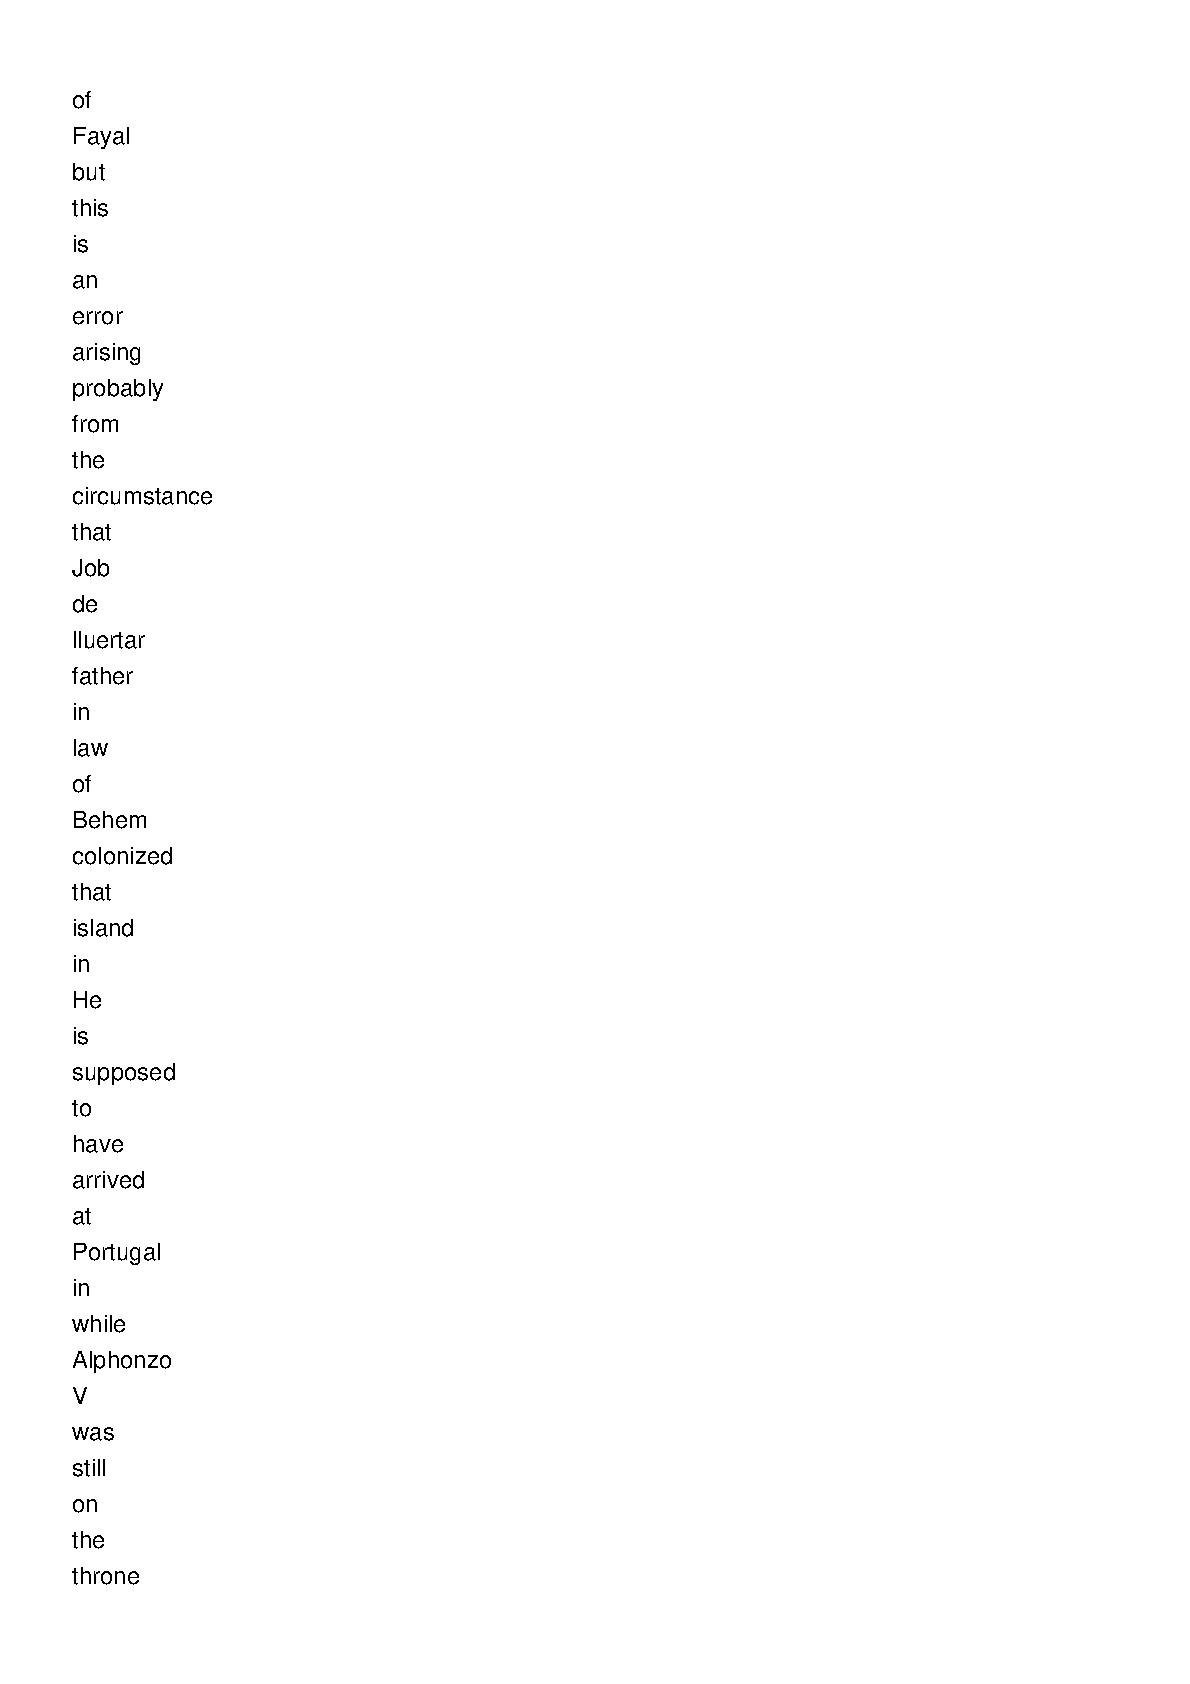 of
Fayal
but
this
is
an
error
arising
probably
from
the
circumstance
that
Job
de
lluertar
father
in
law
of
Behem
colonized
that
island
in
He
is
supposed
to
have
arrived
at
Portugal
in
while
Alphonzo
V
was
still
on
the
throne